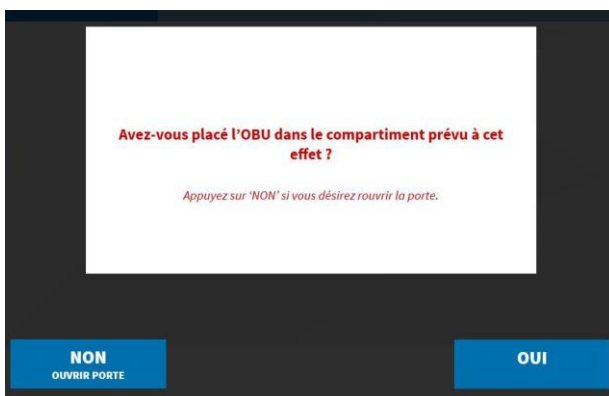 Avez-vous placé l’OBU dans le compartiment prévu à cet
effet ?
Appuyez sur ‘NON’ si vous désirez rouvrir la porte.
NON
OUVRIR PORTE
OUI